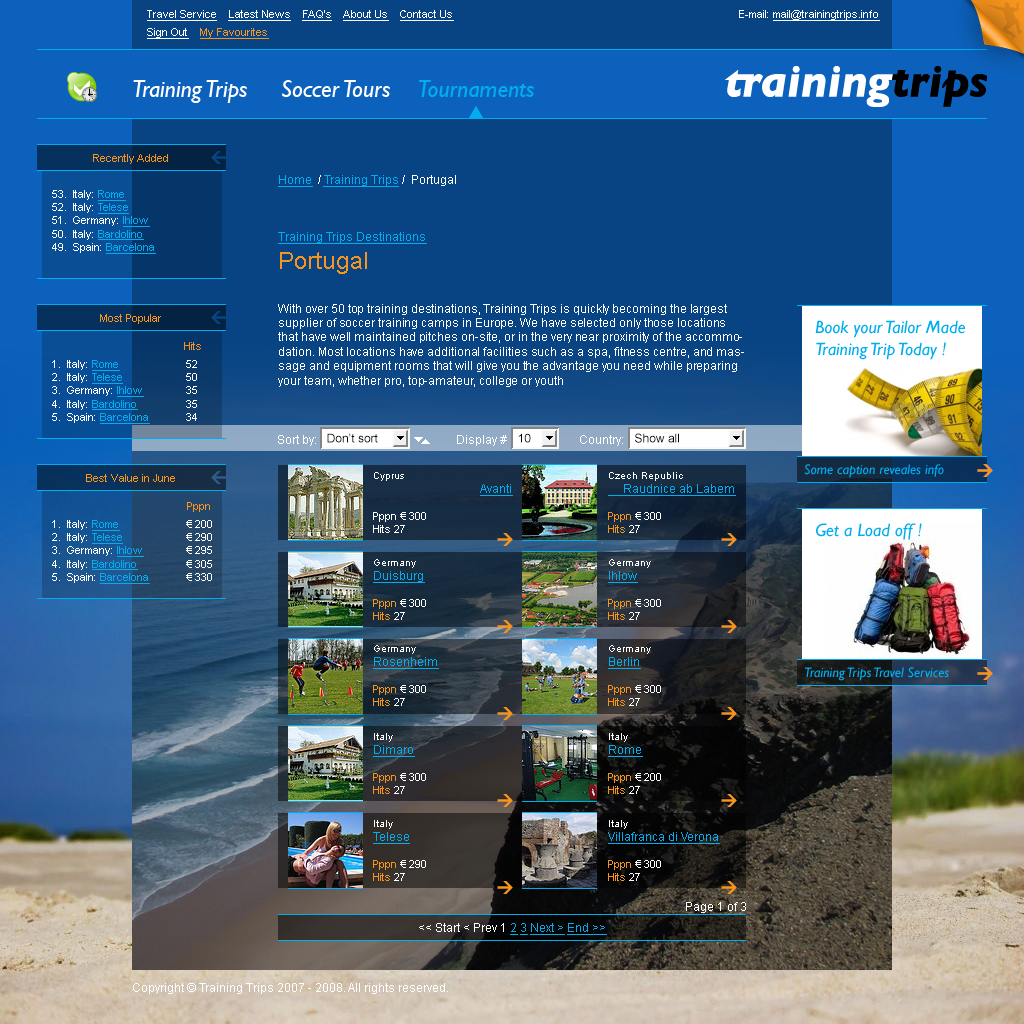 Travel Service Latest News FAQ's About Us Contact Us
E-mail: mail@trainingtrips.info
Sign Out My Favourites
Training Trips Soccer Tours Tournaments
trainingtrips
Recently Added
53. Italy: Rome
52. Italy: Telese
51. Germany: Ihlow
50. Italy: Bardolino
49. Spain: Barcelona
Most Popular
Hits
1. Italy: Rome 52
2. Italy: Telese 50
3. Germany: Ihlow 35
4. Italy: Bardolino 35
5. Spain: Barcelona 34
Best Value in June
Pppn
1. Italy: Rome € 200
2. Italy: Telese € 290
3. Germany: Ihlow € 295
4. Italy: Bardolino € 305
5. Spain: Barcelona € 330
Home / Training Trips / Portugal
Training Trips Destinations
Portugal
With over 50 top training destinations, Training Trips is quickly becoming the largest
supplier of soccer training camps in Europe. We have selected only those locations
that have well maintained pitches on-site, or in the very near proximity of the accommo-
dation. Most locations have additional facilities such as a spa, fitness centre, and mas-
sage and equipment rooms that will give you the advantage you need while preparing
your team, whether pro, top-amateur, college or youth
Sort by: Don't sort Display # 10 Country: Show all
Cyprus
Avanti
Pppn € 300
Hits 27
Czech Republic
Raudnice ab Labem
Pppn € 300
Hits 27
Germany
Duisburg
Pppn € 300
Hits 27
Germany
Ihlow
Pppn € 300
Hits 27
Germany
Rosenheim
Pppn € 300
Hits 27
Germany
Berlin
Pppn € 300
Hits 27
Italy
Dimaro
Pppn € 300
Hits 27
Italy
Rome
Pppn € 200
Hits 27
Italy
Telese
Pppn € 290
Hits 27
Italy
Villafranca di Verona
Pppn € 300
Hits 27
Page 1 of 3
<< Start < Prev 1 2 3 Next > End >>
Book your Tailor Made
Training Trip Today !
Some caption reveales info
Get a Load off !
Training Trips Travel Services
Copyright © Training Trips 2007 - 2008. All rights reserved.